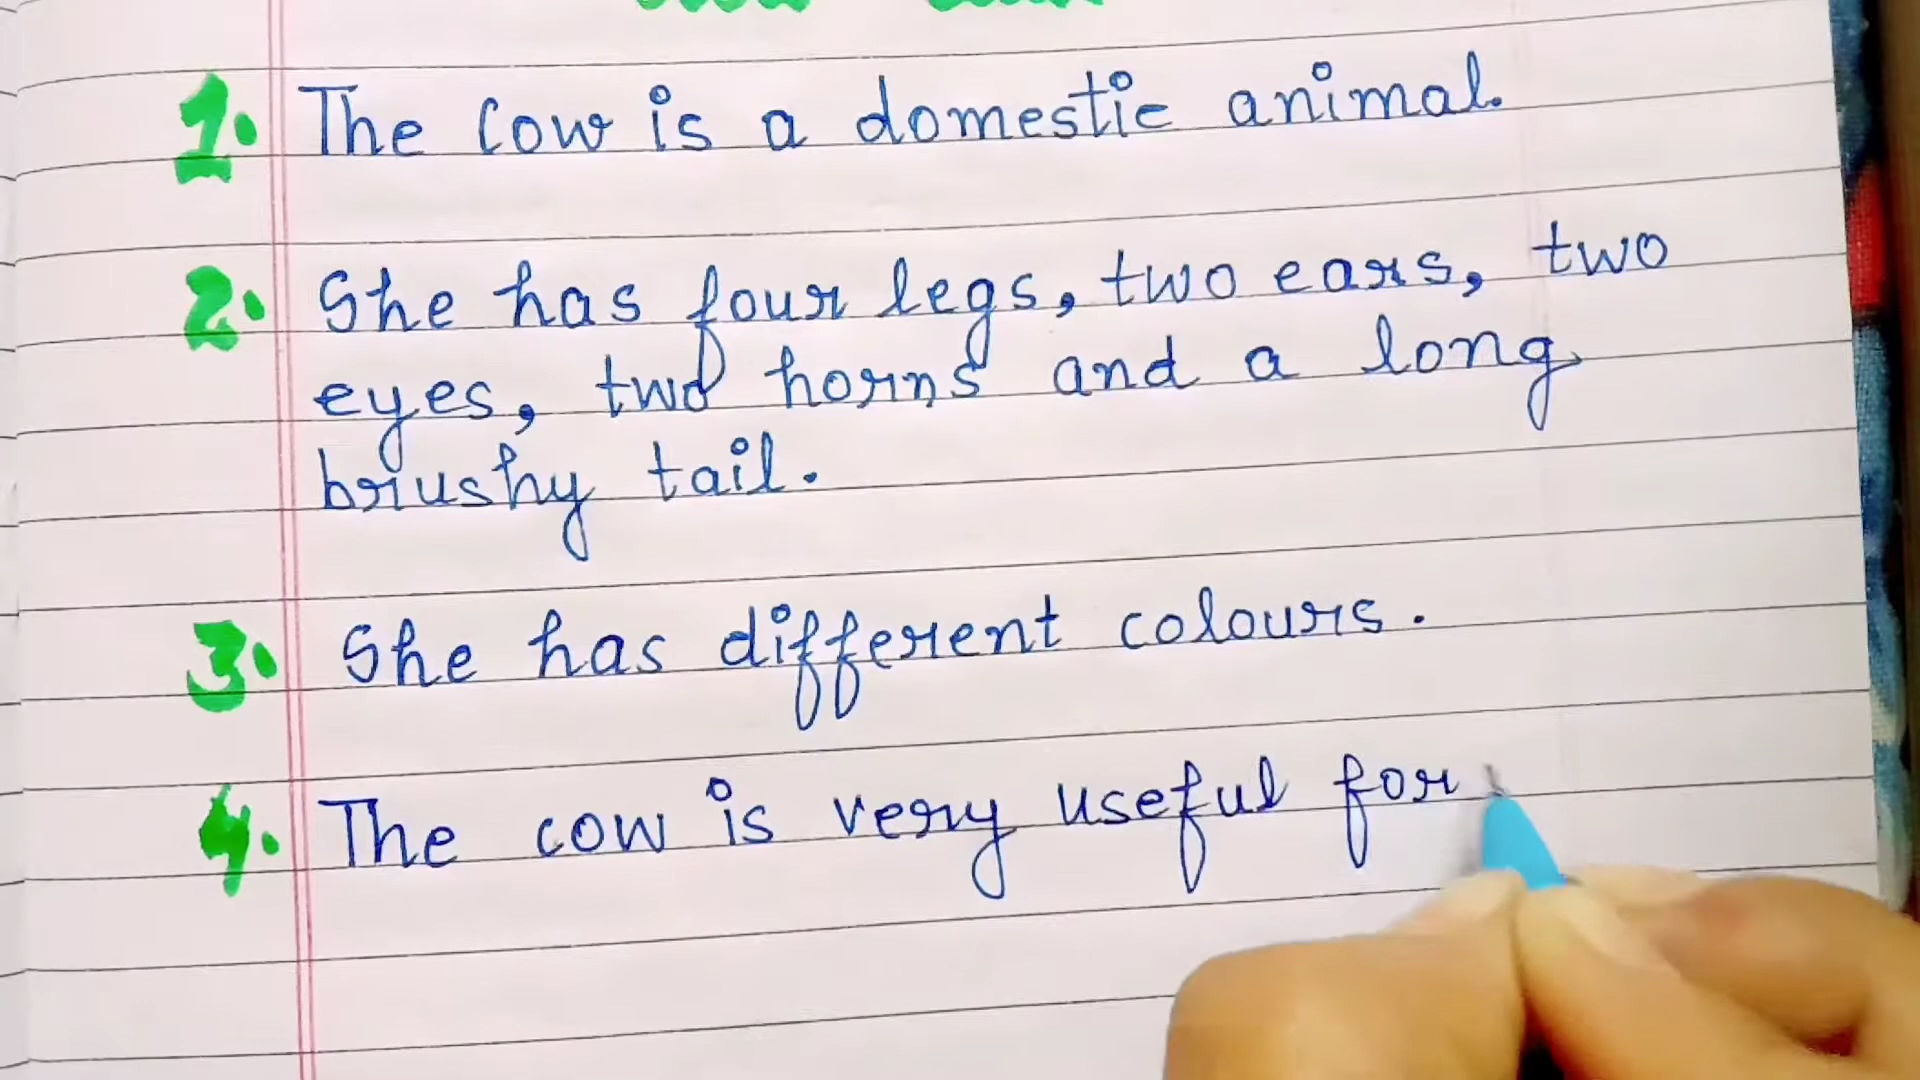 1. The cow is a domestic animal.
2. She has four legs, two ears, two
eyes, two horns and a long
brushy tail.
3. She has different colours.
4. The cow is very useful for